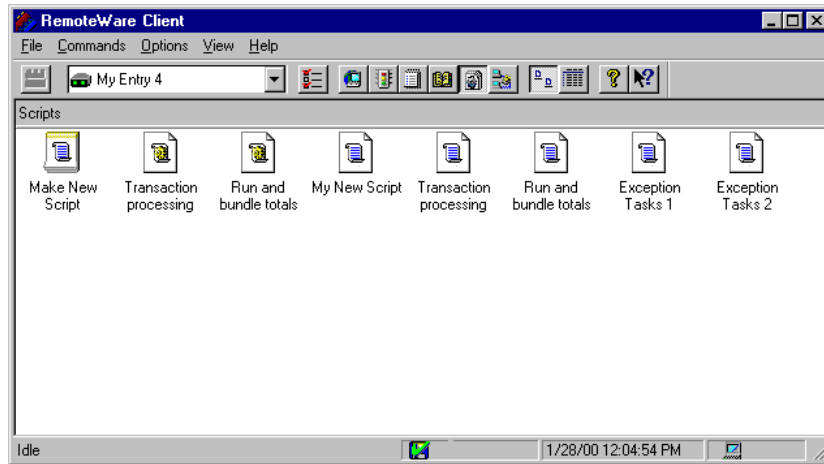 RemoteWare Client
File Commands Options View Help
My Entry 4
Scripts
Make New Script
Transaction processing
Run and bundle totals
My New Script
Transaction processing
Run and bundle totals
Exception Tasks 1
Exception Tasks 2
Idle
1/28/00 12:04:54 PM